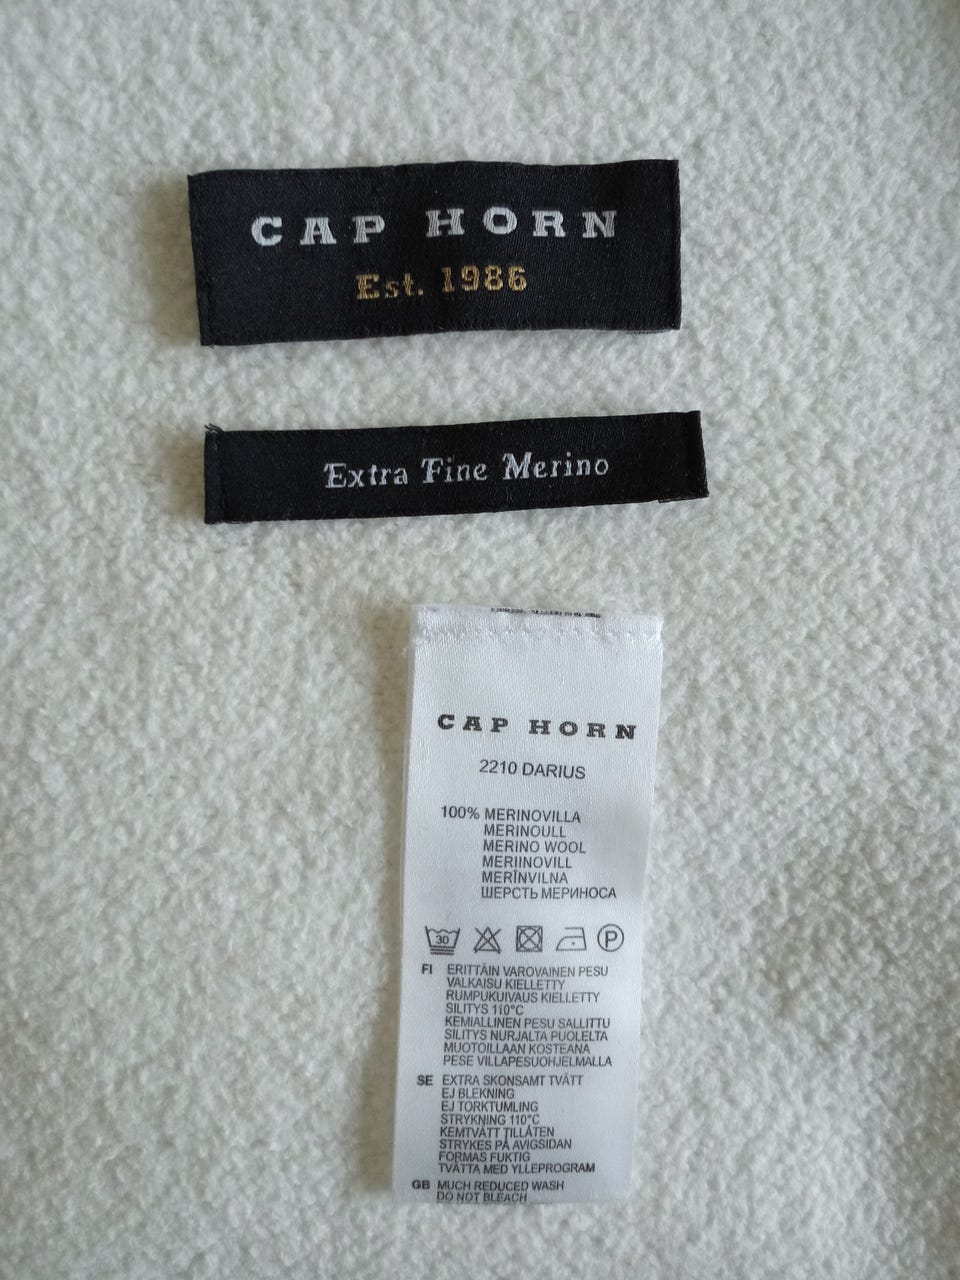 CAP HORN
Est. 1986
Extra Fine Merino
CAP HORN
2210 DARIUS
100% MERINOVILLA
MERINOULL
MERINO WOOL
MERIINOVILL
MERĪNVILNA
ШЕРСТЬ МЕРИНОСА
30 P
FI ERITTÄIN VAROVAINEN PESU
VALKAISU KIELLETTY
RUMPUKUIVAUS KIELLETTY
SILITYS 110°C
KEMIALLINEN PESU SALLITTU
SILITYS NURJALTA PUOLELTA
MUOTOILLAAN KOSTEANA
PESE VILLAPESUOHJELMALLA
SE EXTRA SKONSAMT TVÄTT
EJ BLEKNING
EJ TORKTUMLING
STRYKNING 110°C
KEMTVÄTT TILLÅTEN
STRYKES PÅ AVIGSIDAN
FORMAS FUKTIG
TVÄTTA MED YLLEPROGRAM
GB MUCH REDUCED WASH
DO NOT BLEACH